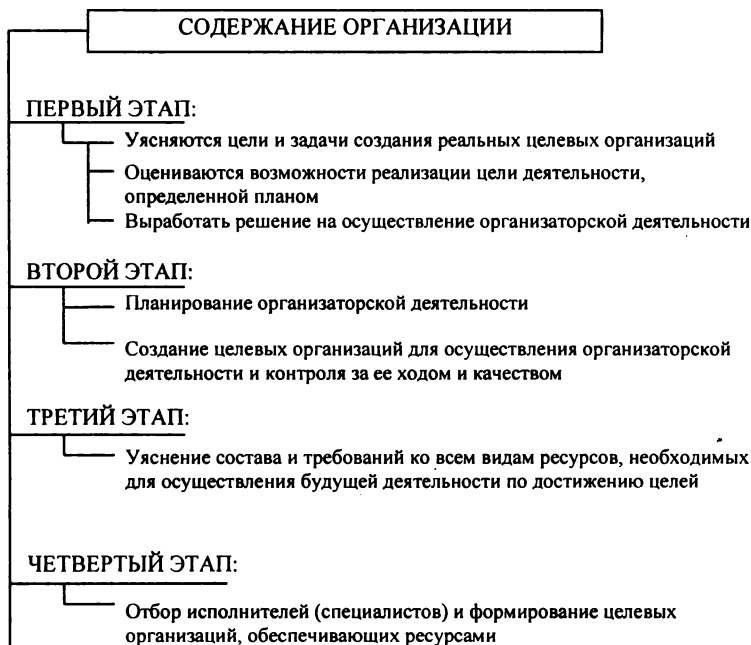 СОДЕРЖАНИЕ ОРГАНИЗАЦИИ
ПЕРВЫЙ ЭТАП:
Уясняются цели и задачи создания реальных целевых организаций
Оцениваются возможности реализации цели деятельности,
определенной планом
Выработать решение на осуществление организаторской деятельности
ВТОРОЙ ЭТАП:
Планирование организаторской деятельности
Создание целевых организаций для осуществления организаторской
деятельности и контроля за ее ходом и качеством
ТРЕТИЙ ЭТАП:
Уяснение состава и требований ко всем видам ресурсов, необходимых
для осуществления будущей деятельности по достижению целей
ЧЕТВЕРТЫЙ ЭТАП:
Отбор исполнителей (специалистов) и формирование целевых
организаций, обеспечивающих ресурсами